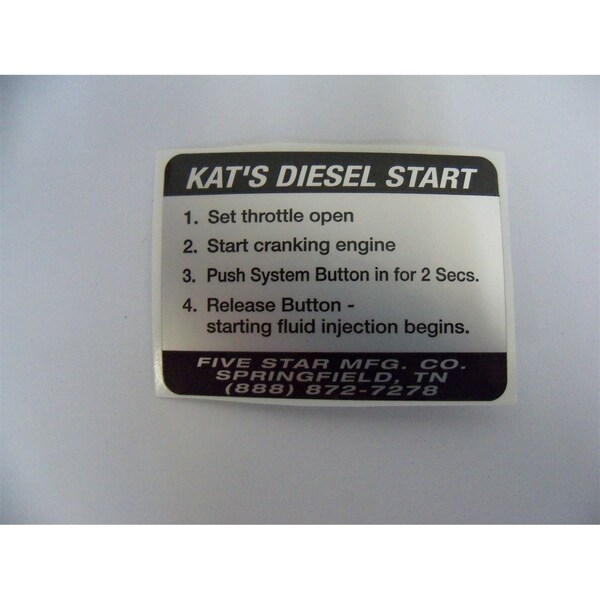 KAT'S DIESEL START
1. Set throttle open
2. Start cranking engine
3. Push System Button in for 2 Secs.
4. Release Button -
starting fluid injection begins.
FIVE STAR MFG. CO.
SPRINGFIELD, TN
(888) 872-7278